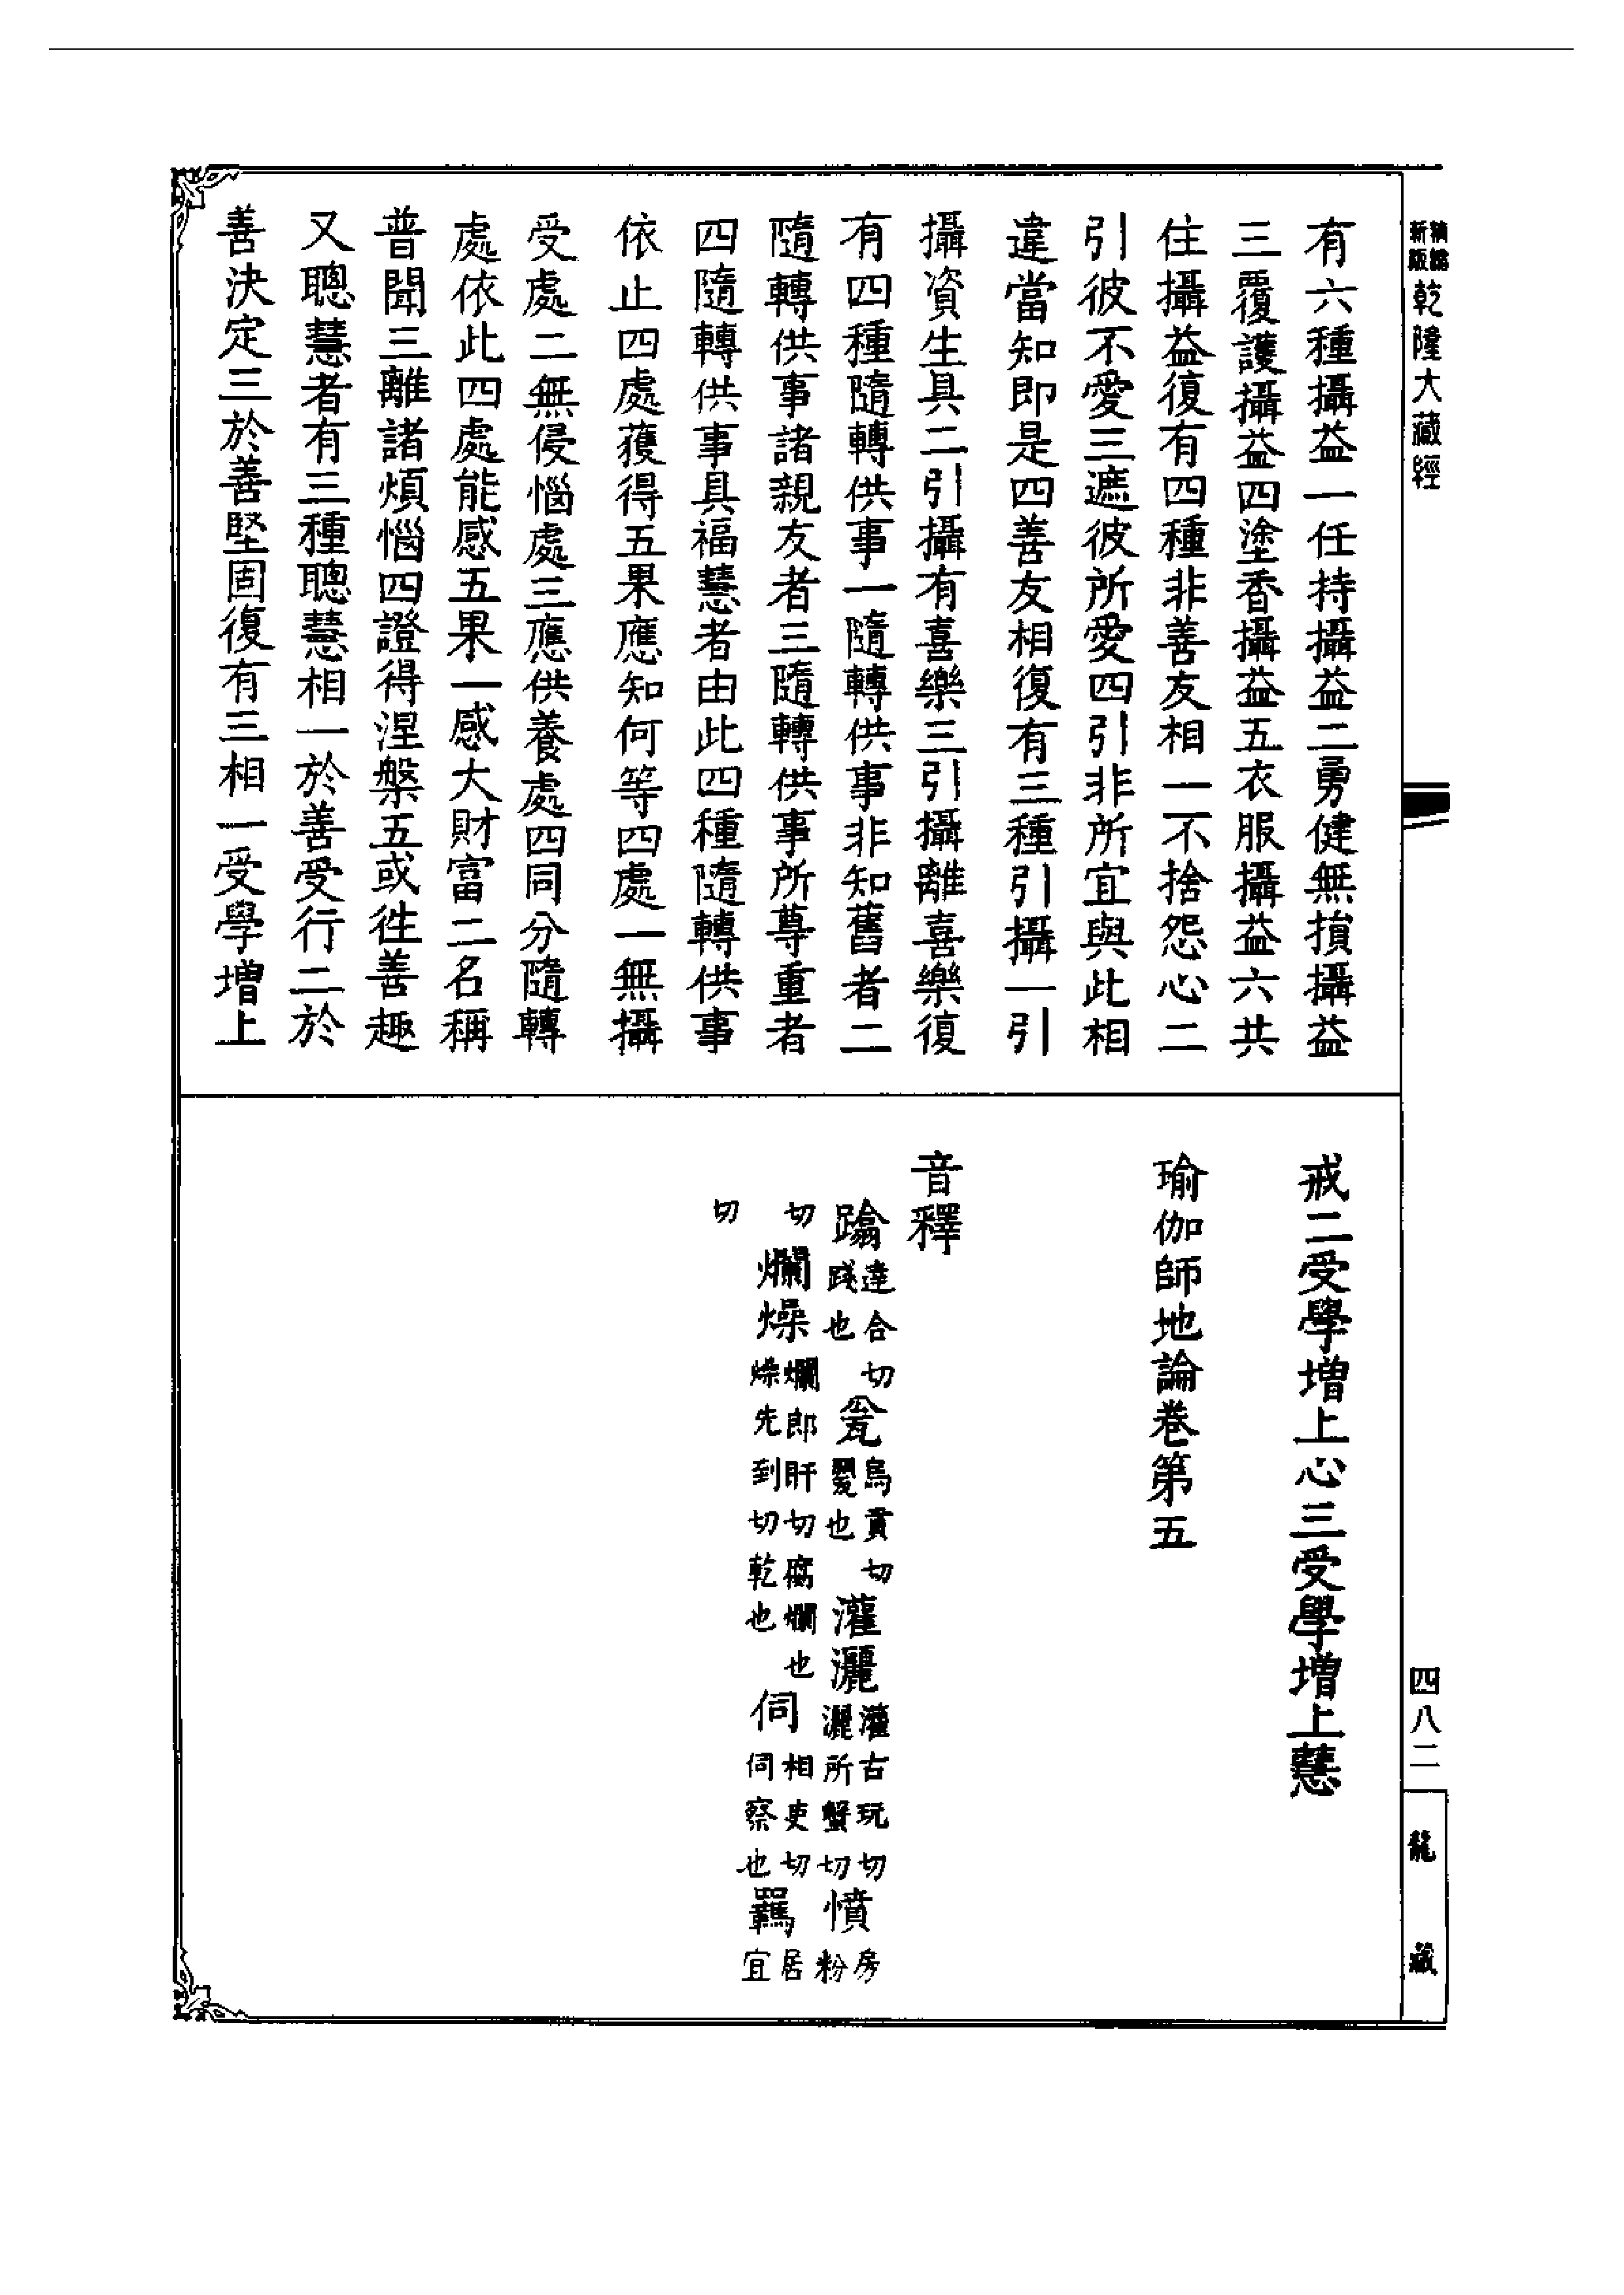 新版
乾隆大藏經
有六種攝益一任持攝益二勇健無損攝益
三覆護攝益四塗香攝益五衣服攝益六共
住攝益復有四種非善友相一不捨怨心二
引彼不愛三遮彼所愛四引非所宜與此相
違當知即是四善友相復有三種引攝一引
攝資生具二引攝有喜樂三引攝離喜樂復
有四種隨轉供事一隨轉供事非知舊者二
隨轉供事諸親友者三隨轉供事所尊重者
四隨轉供事具福慧者由此四種隨轉供事
依止四處獲得五果應知何等四處一無攝
受處二無侵惱處三應供養處四同分隨轉
處依此四處能感五果一感大財富二名稱
普聞三離諸煩惱四證得涅槃五或徃善趣
又聰慧者有三種聰慧相一於善受行二於
善決定三於善堅固復有三相一受學增上
戒二受學增上心三受學增上慧
瑜伽師地論卷第五
音釋
蹹達合切踐也瓮烏貢切甖也灌灑灌古玩切灑所蟹切憤房粉
切爛燥爛郎肝切腐爛也燥先到切乾也伺相吏切伺察也羈居宜
切
四八二
龍藏